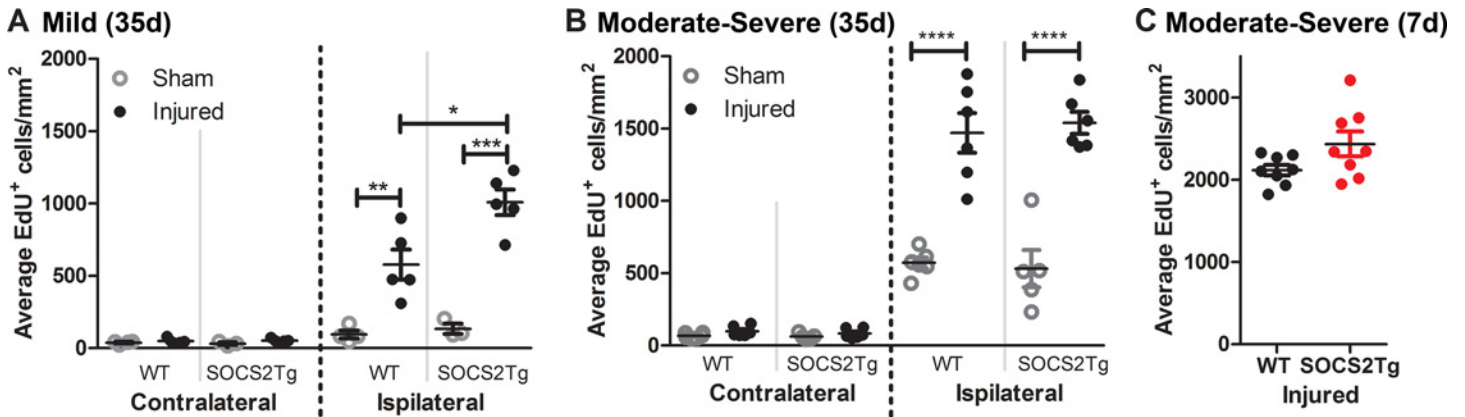 A Mild (35d)
Average EdU+ cells/mm2
2000
1500
1000
500
0
Sham
Injured
*
***
**
WT
SOCS2Tg
WT
SOCS2Tg
Contralateral
Ispilateral
B Moderate-Severe (35d)
Average EdU+ cells/mm2
2000
1500
1000
500
0
Sham
Injured
****
****
WT
SOCS2Tg
WT
SOCS2Tg
Contralateral
Ispilateral
C Moderate-Severe (7d)
Average EdU+ cells/mm2
3000
2000
1000
0
WT SOCS2Tg
Injured